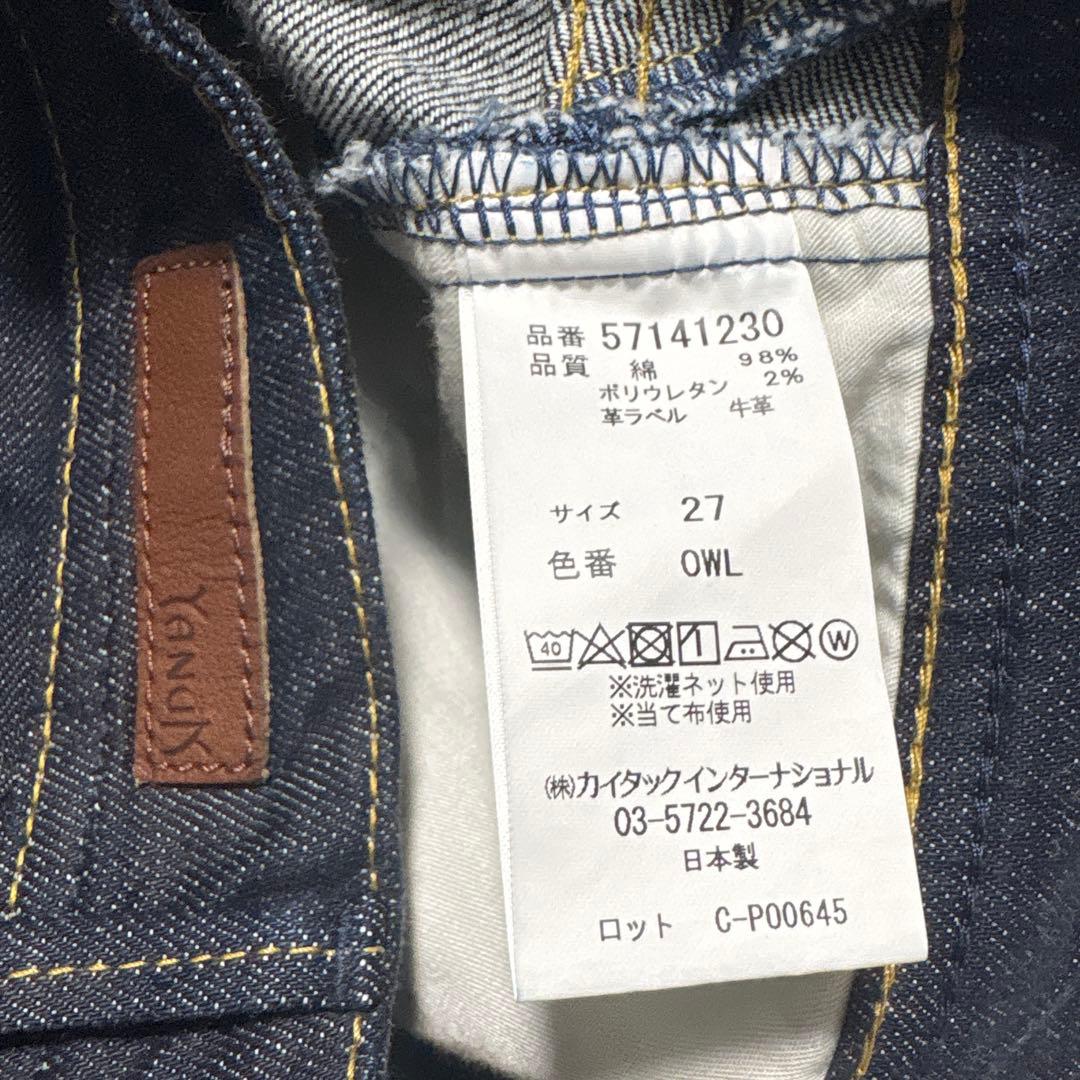 YanuK
品番 57141230
品質 綿 98%
ポリウレタン 2%
革ラベル 牛革
サイズ 27
色番 OWL
40 W
※洗濯ネット使用
※当て布使用
(株)カイタックインターナショナル
03-5722-3684
日本製
ロット C-P00645